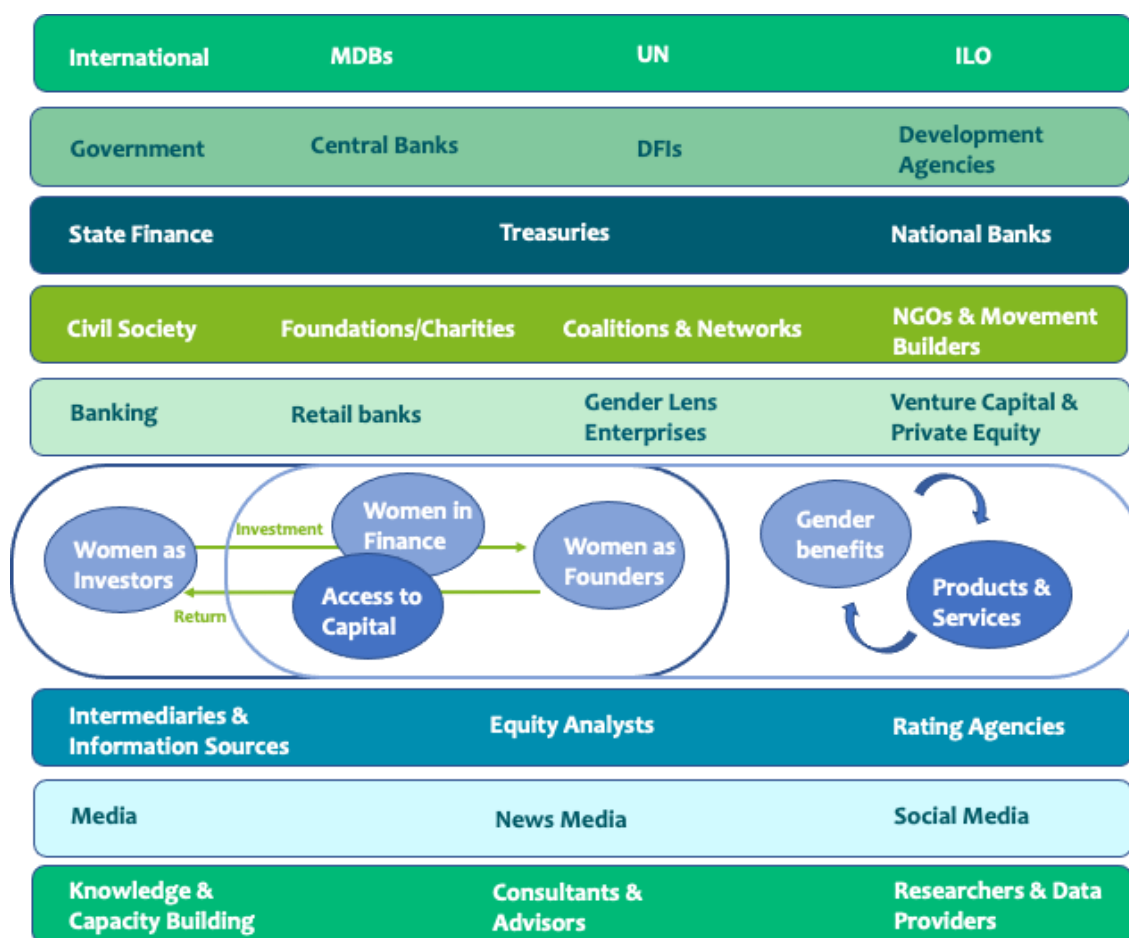 International
MDBs
UN
ILO
Government
Central Banks
DFIs
Development
Agencies
State Finance
Treasuries
National Banks
Civil Society
Foundations/Charities
Coalitions & Networks
NGOs & Movement
Builders
Banking
Retail banks
Gender Lens
Enterprises
Venture Capital &
Private Equity
Women as
Investors
Investment
Return
Women in
Finance
Access to
Capital
Women as
Founders
Gender
benefits
Products &
Services
Intermediaries &
Information Sources
Equity Analysts
Rating Agencies
Media
News Media
Social Media
Knowledge &
Capacity Building
Consultants &
Advisors
Researchers & Data
Providers